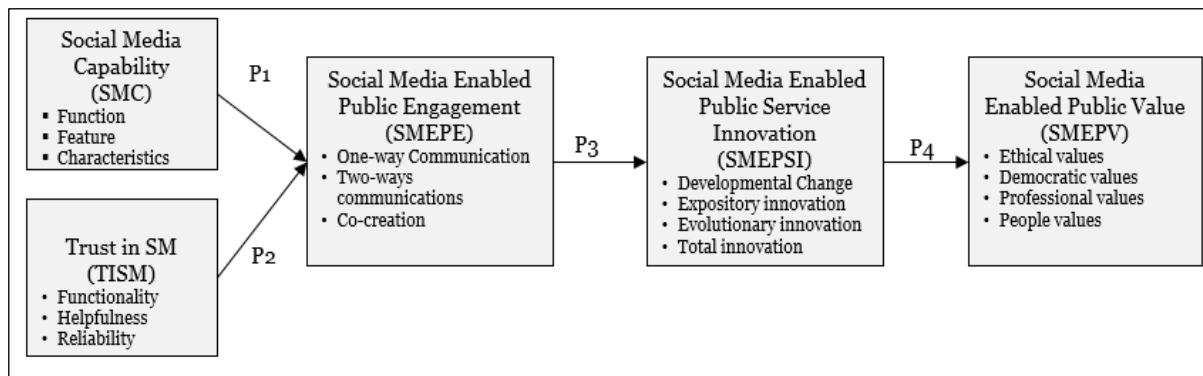 Social Media
Capability
(SMC)
▪ Function
▪ Feature
▪ Characteristics
P1
Trust in SM
(TISM)
• Functionality
• Helpfulness
• Reliability
P2
Social Media Enabled
Public Engagement
(SMEPE)
• One-way Communication
• Two-ways
communications
• Co-creation
P3
Social Media Enabled
Public Service
Innovation
(SMEPSI)
• Developmental Change
• Expository innovation
• Evolutionary innovation
• Total innovation
P4
Social Media
Enabled Public Value
(SMEPV)
• Ethical values
• Democratic values
• Professional values
• People values